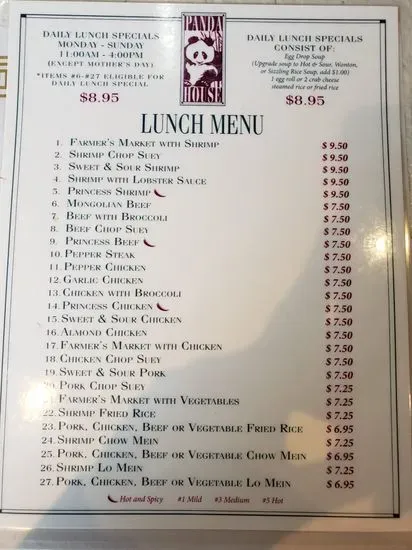 DAILY LUNCH SPECIALS
MONDAY - SUNDAY
11:00AM - 4:00PM
(EXCEPT MOTHER'S DAY)
*ITEMS #6-#27 ELIGIBLE FOR
DAILY LUNCH SPECIAL
$8.95
PANDA
HOUSE
DAILY LUNCH SPECIALS
CONSIST OF:
Egg Drop Soup
(Upgrade soup to Hot & Sour, Wonton,
or Sizzling Rice Soup, add $1.00)
1 egg roll or 2 crab cheese
steamed rice or fried rice
$8.95
LUNCH MENU
1. FARMER'S MARKET WITH SHRIMP $ 9.50
2. SHRIMP CHOP SUEY $ 9.50
3. SWEET & SOUR SHRIMP $ 9.50
4. SHRIMP WITH LOBSTER SAUCE $ 9.50
5. PRINCESS SHRIMP $ 9.50
6. MONGOLIAN BEEF $ 7.50
7. BEEF WITH BROCCOLI $ 7.50
8. BEEF CHOP SUEY $ 7.50
9. PRINCESS BEEF $ 7.50
10. PEPPER STEAK $ 7.50
11. PEPPER CHICKEN $ 7.50
12. GARLIC CHICKEN $ 7.50
13. CHICKEN WITH BROCCOLI $ 7.50
14. PRINCESS CHICKEN $ 7.50
15. SWEET & SOUR CHICKEN $ 7.50
16. ALMOND CHICKEN $ 7.50
17. FARMER'S MARKET WITH CHICKEN $ 7.50
18. CHICKEN CHOP SUEY $ 7.50
19. SWEET & SOUR PORK $ 7.50
20. PORK CHOP SUEY $ 7.25
21. FARMER'S MARKET WITH VEGETABLES $ 7.25
22. SHRIMP FRIED RICE $ 7.25
23. PORK, CHICKEN, BEEF OR VEGETABLE FRIED RICE $ 6.95
24. SHRIMP CHOW MEIN $ 7.25
25. PORK, CHICKEN, BEEF OR VEGETABLE CHOW MEIN $ 6.95
26. SHRIMP LO MEIN $ 7.25
27. PORK, CHICKEN, BEEF OR VEGETABLE LO MEIN $ 6.95
Hot and Spicy #1 Mild #3 Medium #5 Hot